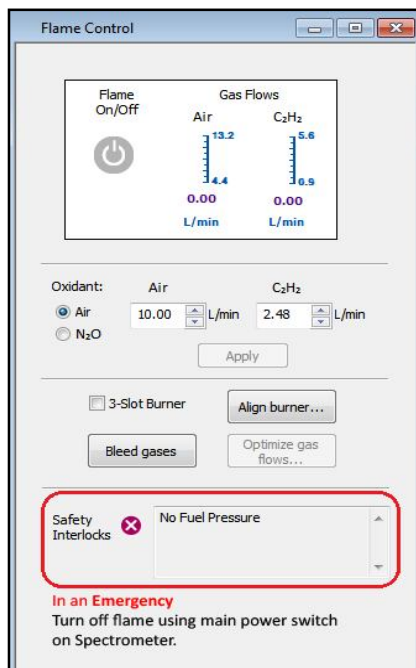 Flame Control
Flame
On/Off
Gas Flows
Air
C₂H₂
13.2
5.6
4.4
0.9
0.00
0.00
L/min
L/min
Oxidant:
Air
C₂H₂
Air
10.00
L/min
2.48
L/min
N₂O
Apply
3-Slot Burner
Align burner...
Bleed gases
Optimize gas
flows...
Safety
Interlocks
No Fuel Pressure
In an Emergency
Turn off flame using main power switch
on Spectrometer.